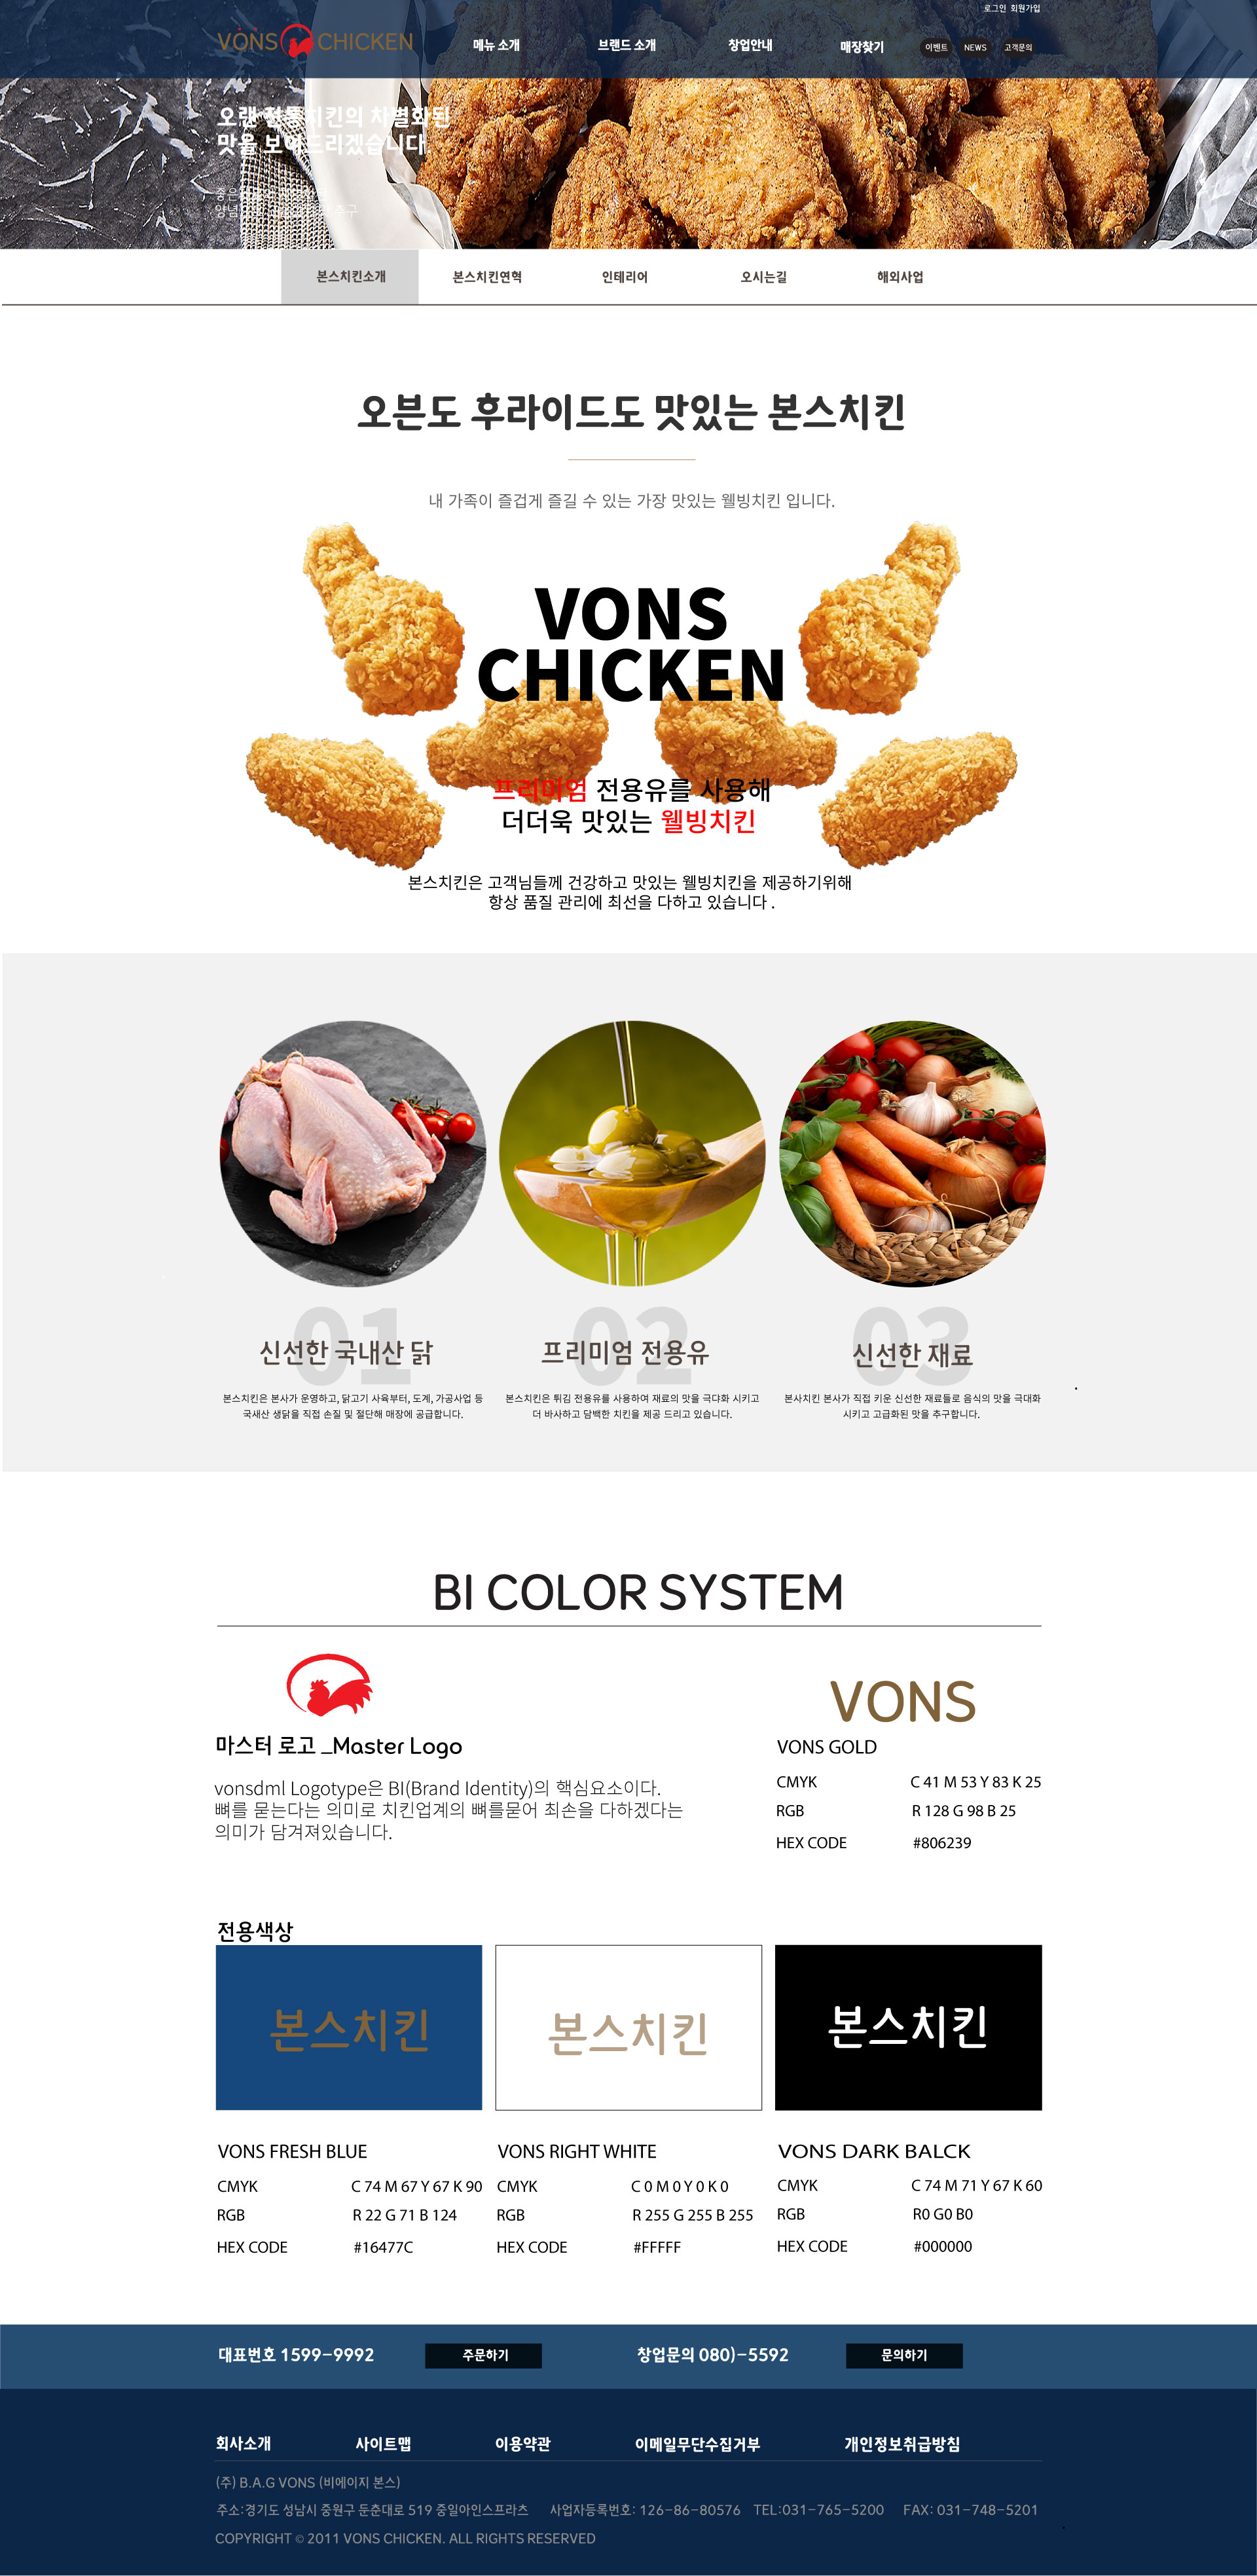 로그인 회원가입
VONS CHICKEN
메뉴 소개
브랜드 소개
창업안내
매장찾기
이벤트
NEWS
고객문의
오랜 전통치킨의 차별화된
맛을 보여드리겠습니다.
본스치킨소개
본스치킨연혁
인테리어
오시는길
해외사업
오븐도 후라이드도 맛있는 본스치킨
내 가족이 즐겁게 즐길 수 있는 가장 맛있는 웰빙치킨 입니다.
VONS
CHICKEN
프리미엄 전용유를 사용해
더더욱 맛있는 웰빙치킨
본스치킨은 고객님들께 건강하고 맛있는 웰빙치킨을 제공하기위해
항상 품질 관리에 최선을 다하고 있습니다 .
01
신선한 국내산 닭
본스치킨은 본사가 운영하고, 닭고기 사육부터, 도계, 가공사업 등
국새산 생닭을 직접 손질 및 절단해 매장에 공급합니다.
02
프리미엄 전용유
본스치킨은 튀김 전용유를 사용하여 재료의 맛을 극댜화 시키고
더 바사하고 담백한 치킨을 제공 드리고 있습니다.
03
신선한 재료
본사치킨 본사가 직접 키운 신선한 재료들로 음식의 맛을 극대화
시키고 고급화된 맛을 추구합니다.
BI COLOR SYSTEM
마스터 로고 _Master Logo
vonsdml Logotype은 BI(Brand Identity)의 핵심요소이다.
뼈를 묻는다는 의미로 치킨업계의 뼈를묻어 최손을 다하겠다는
의미가 담겨져있습니다.
VONS
VONS GOLD
CMYK C 41 M 53 Y 83 K 25
RGB R 128 G 98 B 25
HEX CODE #806239
전용색상
본스치킨
본스치킨
본스치킨
VONS FRESH BLUE
CMYK C 74 M 67 Y 67 K 90
RGB R 22 G 71 B 124
HEX CODE #16477C
VONS RIGHT WHITE
CMYK C 0 M 0 Y 0 K 0
RGB R 255 G 255 B 255
HEX CODE #FFFFF
VONS DARK BALCK
CMYK C 74 M 71 Y 67 K 60
RGB R0 G0 B0
HEX CODE #000000
대표번호 1599-9992
주문하기
창업문의 080)-5592
문의하기
회사소개
사이트맵
이용약관
이메일무단수집거부
개인정보취급방침
(주) B.A.G VONS (비에이지 본스)
주소:경기도 성남시 중원구 둔춘대로 519 중일아인스프라츠 사업자등록번호: 126-86-80576 TEL:031-765-5200 FAX: 031-748-5201
COPYRIGHT © 2011 VONS CHICKEN. ALL RIGHTS RESERVED